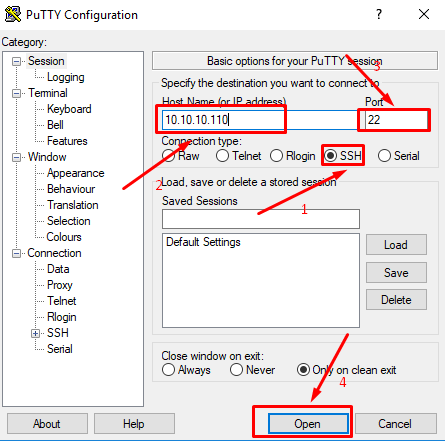 PuTTY Configuration
Category:
Session
Logging
Terminal
Keyboard
Bell
Features
Window
Appearance
Behaviour
Translation
Selection
Colours
Connection
Data
Proxy
Telnet
Rlogin
SSH
Serial
Basic options for your PuTTY session
Specify the destination you want to connect to
3
Host Name (or IP address) Port
10.10.10.110 22
Connection type:
Raw Telnet Rlogin SSH Serial
2
Load, save or delete a stored session
1
Saved Sessions
Default Settings
Load
Save
Delete
Close window on exit:
Always Never Only on clean exit
4
About Help Open Cancel